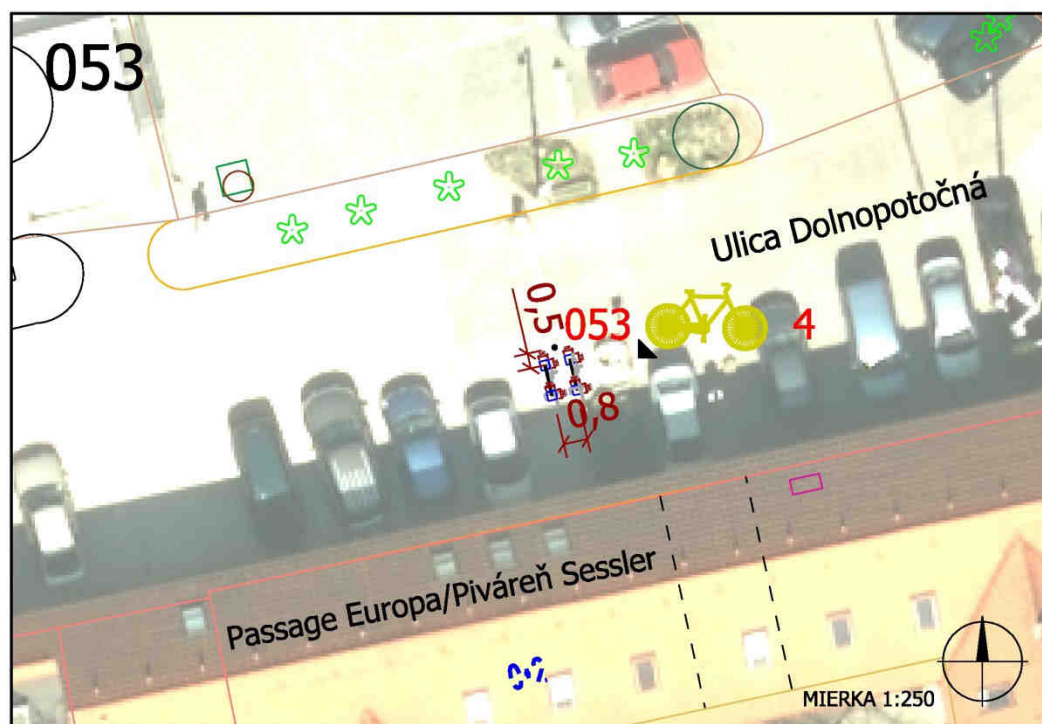 053
Ulica Dolnopotočná
0,5
053
4
0,8
Passage Europa/Piváreň Sessler
MIERKA 1:250